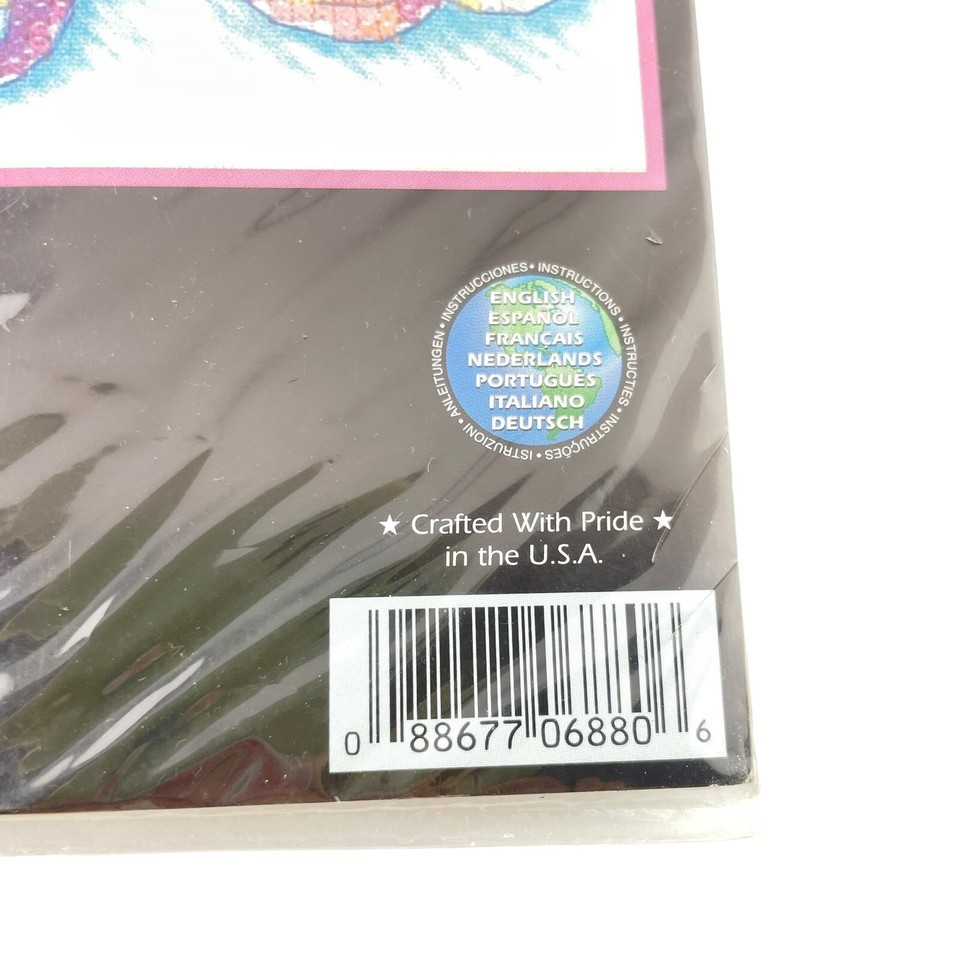 INSTRUCCIONES • INSTRUCTIONS • INSTRUCTIES • INSTRUÇÕES • ISTRUZIONI • ANLEITUNGEN •
ENGLISH
ESPAÑOL
FRANÇAIS
NEDERLANDS
PORTUGUÊS
ITALIANO
DEUTSCH
★ Crafted With Pride ★
in the U.S.A.
0 88677 06880 6